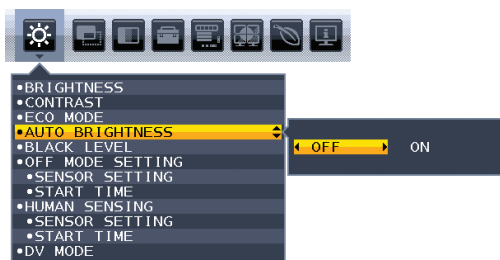 •BRIGHTNESS
•CONTRAST
•ECO MODE
•AUTO BRIGHTNESS
•BLACK LEVEL
•OFF MODE SETTING
•SENSOR SETTING
•START TIME
•HUMAN SENSING
•SENSOR SETTING
•START TIME
•DV MODE
OFF ON